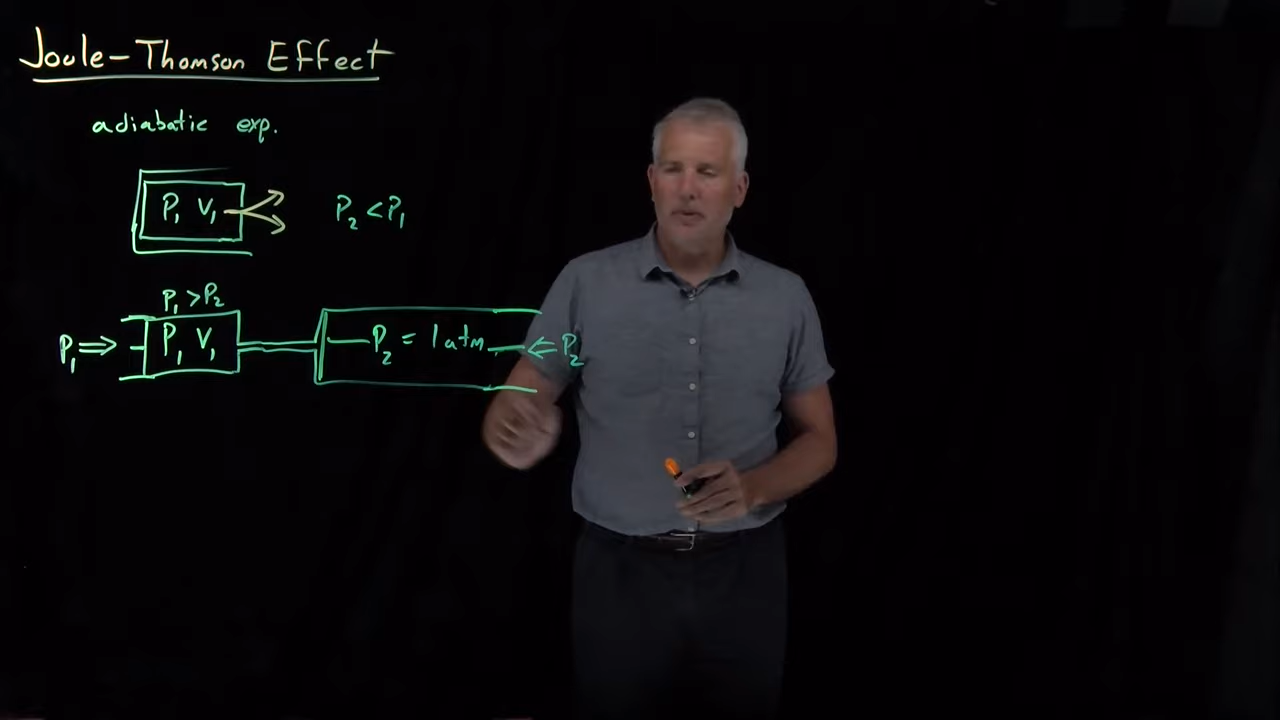 Joule-Thomson Effect
adiabatic exp.
P₁ V₁ P₂ < P₁
P₁ > P₂
P₁ ⇒ P₁ V₁ P₂ = 1 atm ⇐ P₂